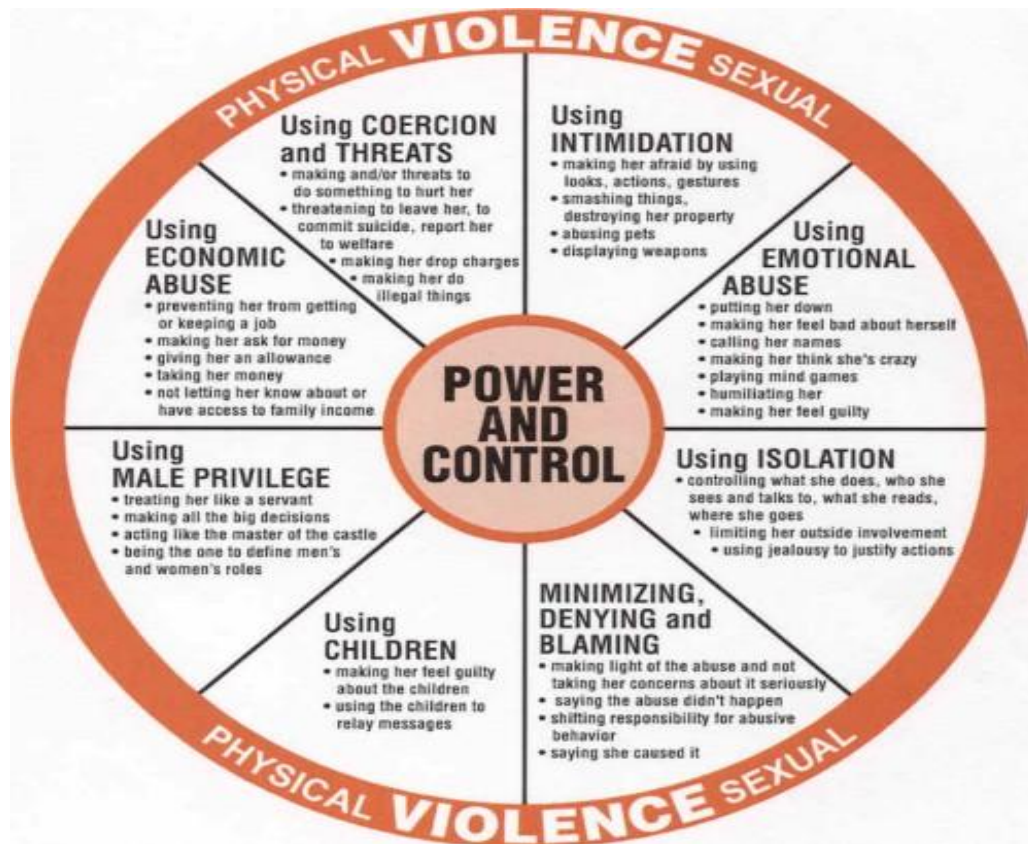 PHYSICAL VIOLENCE SEXUAL
Using COERCION
and THREATS
• making and/or threats to
do something to hurt her
• threatening to leave her, to
commit suicide, report her
to welfare
• making her drop charges
• making her do
illegal things
Using
INTIMIDATION
• making her afraid by using
looks, actions, gestures
• smashing things,
destroying her property
• abusing pets
• displaying weapons
Using
EMOTIONAL
ABUSE
• putting her down
• making her feel bad about herself
• calling her names
• making her think she's crazy
• playing mind games
• humiliating her
• making her feel guilty
Using ISOLATION
• controlling what she does, who she
sees and talks to, what she reads,
where she goes
• limiting her outside involvement
• using jealousy to justify actions
MINIMIZING,
DENYING and
BLAMING
• making light of the abuse and not
taking her concerns about it seriously
• saying the abuse didn't happen
• shifting responsibility for abusive
behavior
• saying she caused it
Using
CHILDREN
• making her feel guilty
about the children
• using the children to
relay messages
Using
MALE PRIVILEGE
• treating her like a servant
• making all the big decisions
• acting like the master of the castle
• being the one to define men's
and women's roles
Using
ECONOMIC
ABUSE
• preventing her from getting
or keeping a job
• making her ask for money
• giving her an allowance
• taking her money
• not letting her know about or
have access to family income
POWER
AND
CONTROL
PHYSICAL VIOLENCE SEXUAL